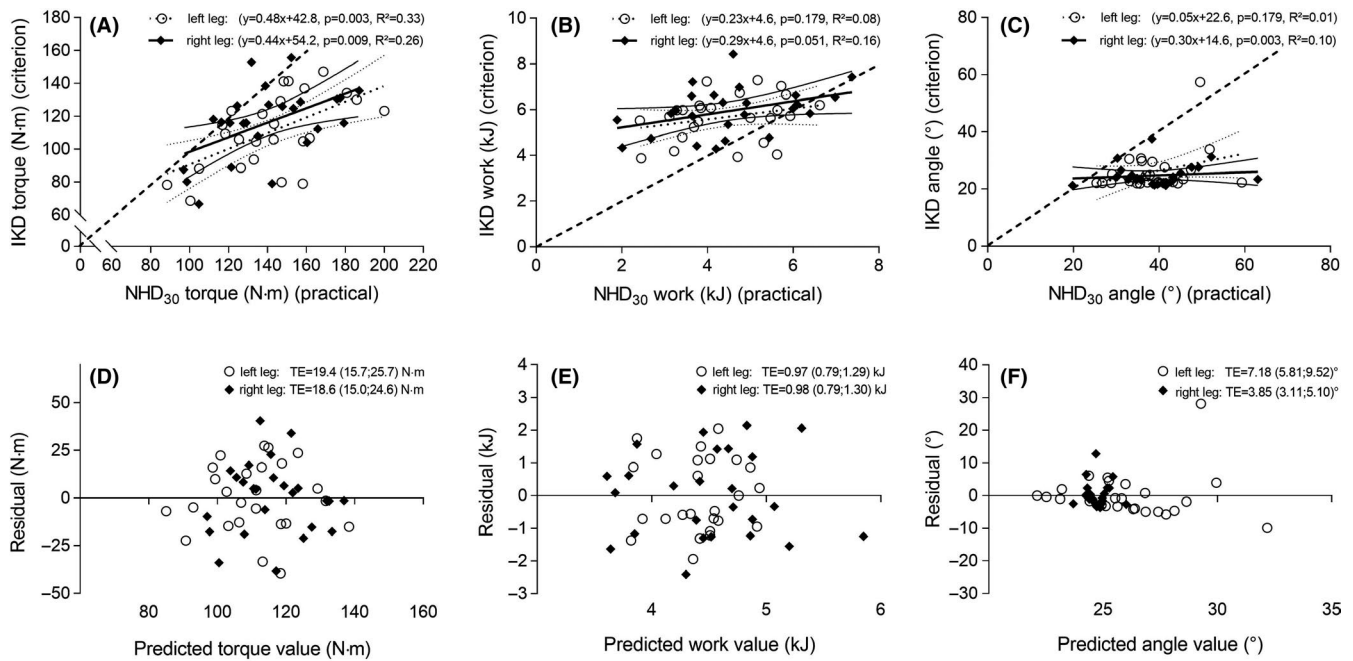 (A)
left leg: (y=0.48x+42.8, p=0.003, R²=0.33)
right leg: (y=0.44x+54.2, p=0.009, R²=0.26)
IKD torque (N·m) (criterion)
180
160
140
120
100
80
60
0
0
60
80
100
120
140
160
180
200
220
NHD₃₀ torque (N·m) (practical)
(B)
left leg: (y=0.23x+4.6, p=0.179, R²=0.08)
right leg: (y=0.29x+4.6, p=0.051, R²=0.16)
IKD work (kJ) (criterion)
10
8
6
4
2
0
0
2
4
6
8
NHD₃₀ work (kJ) (practical)
(C)
left leg: (y=0.05x+22.6, p=0.179, R²=0.01)
right leg: (y=0.30x+14.6, p=0.003, R²=0.10)
IKD angle (°) (criterion)
80
60
40
20
0
0
20
40
60
80
NHD₃₀ angle (°) (practical)
(D)
left leg: TE=19.4 (15.7;25.7) N·m
right leg: TE=18.6 (15.0;24.6) N·m
Residual (N·m)
50
25
0
−25
−50
80
100
120
140
160
Predicted torque value (N·m)
(E)
left leg: TE=0.97 (0.79;1.29) kJ
right leg: TE=0.98 (0.79;1.30) kJ
Residual (kJ)
4
3
2
1
0
−1
−2
−3
4
5
6
Predicted work value (kJ)
(F)
left leg: TE=7.18 (5.81;9.52)°
right leg: TE=3.85 (3.11;5.10)°
Residual (°)
40
30
20
10
0
−10
−20
−30
25
30
35
Predicted angle value (°)